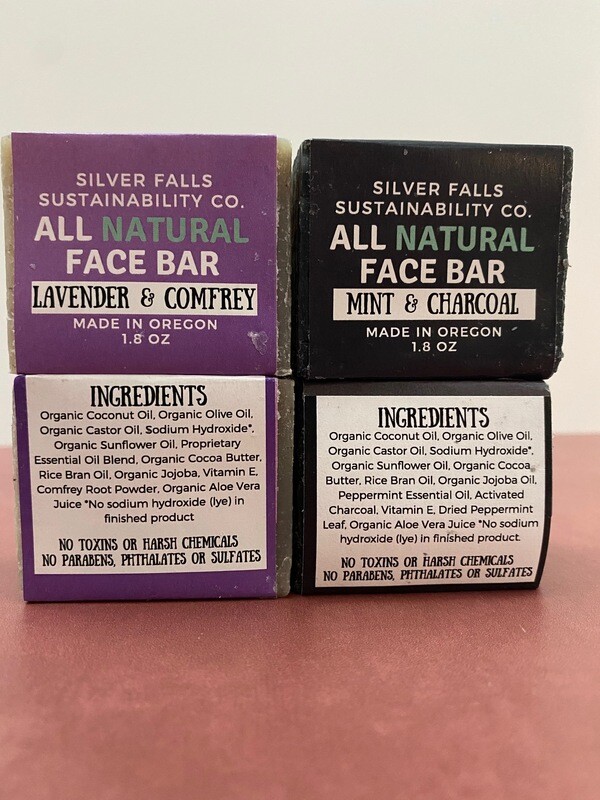 SILVER FALLS
SUSTAINABILITY CO.
ALL NATURAL
FACE BAR
LAVENDER & COMFREY
MADE IN OREGON
1.8 OZ
SILVER FALLS
SUSTAINABILITY CO.
ALL NATURAL
FACE BAR
MINT & CHARCOAL
MADE IN OREGON
1.8 OZ
INGREDIENTS
Organic Coconut Oil, Organic Olive Oil,
Organic Castor Oil, Sodium Hydroxide*,
Organic Sunflower Oil, Proprietary
Essential Oil Blend, Organic Cocoa Butter,
Rice Bran Oil, Organic Jojoba, Vitamin E,
Comfrey Root Powder, Organic Aloe Vera
Juice *No sodium hydroxide (lye) in
finished product
NO TOXINS OR HARSH CHEMICALS
NO PARABENS, PHTHALATES OR SULFATES
INGREDIENTS
Organic Coconut Oil, Organic Olive Oil,
Organic Castor Oil, Sodium Hydroxide*,
Organic Sunflower Oil, Organic Cocoa
Butter, Rice Bran Oil, Organic Jojoba Oil,
Peppermint Essential Oil, Activated
Charcoal, Vitamin E, Dried Peppermint
Leaf, Organic Aloe Vera Juice *No sodium
hydroxide (lye) in finished product.
NO TOXINS OR HARSH CHEMICALS
NO PARABENS, PHTHALATES OR SULFATES